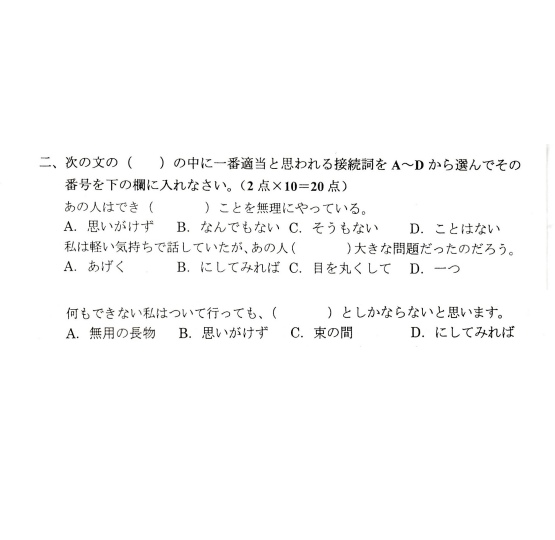 二、次の文の（　　）の中に一番適当と思われる接続詞を A～D から選んでその
番号を下の欄に入れなさい。（2 点×10＝20 点）
あの人はでき（　　　　）ことを無理にやっている。
A．思いがけず　B．なんでもない　C．そうもない　D．ことはない
私は軽い気持ちで話していたが、あの人（　　　　）大きな問題だったのだろう。
A．あげく　B．にしてみれば　C．目を丸くして　D．一つ
何もできない私はついて行っても、（　　　　）としかならないと思います。
A．無用の長物　B．思いがけず　C．束の間　D．にしてみれば